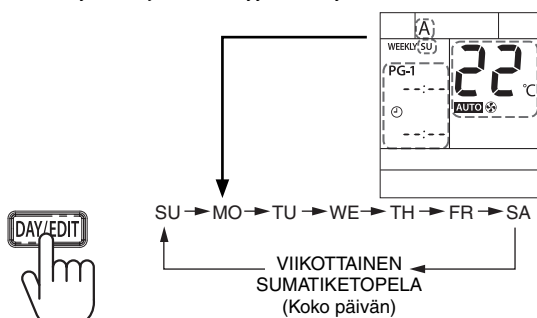 A
WEEKLY SU
PG-1
--:--
--:--
22 °C
AUTO
DAY/EDIT
SU → MO → TU → WE → TH → FR → SA
VIIKOTTAINEN
SUMATIKETOPELA
(Koko päivän)